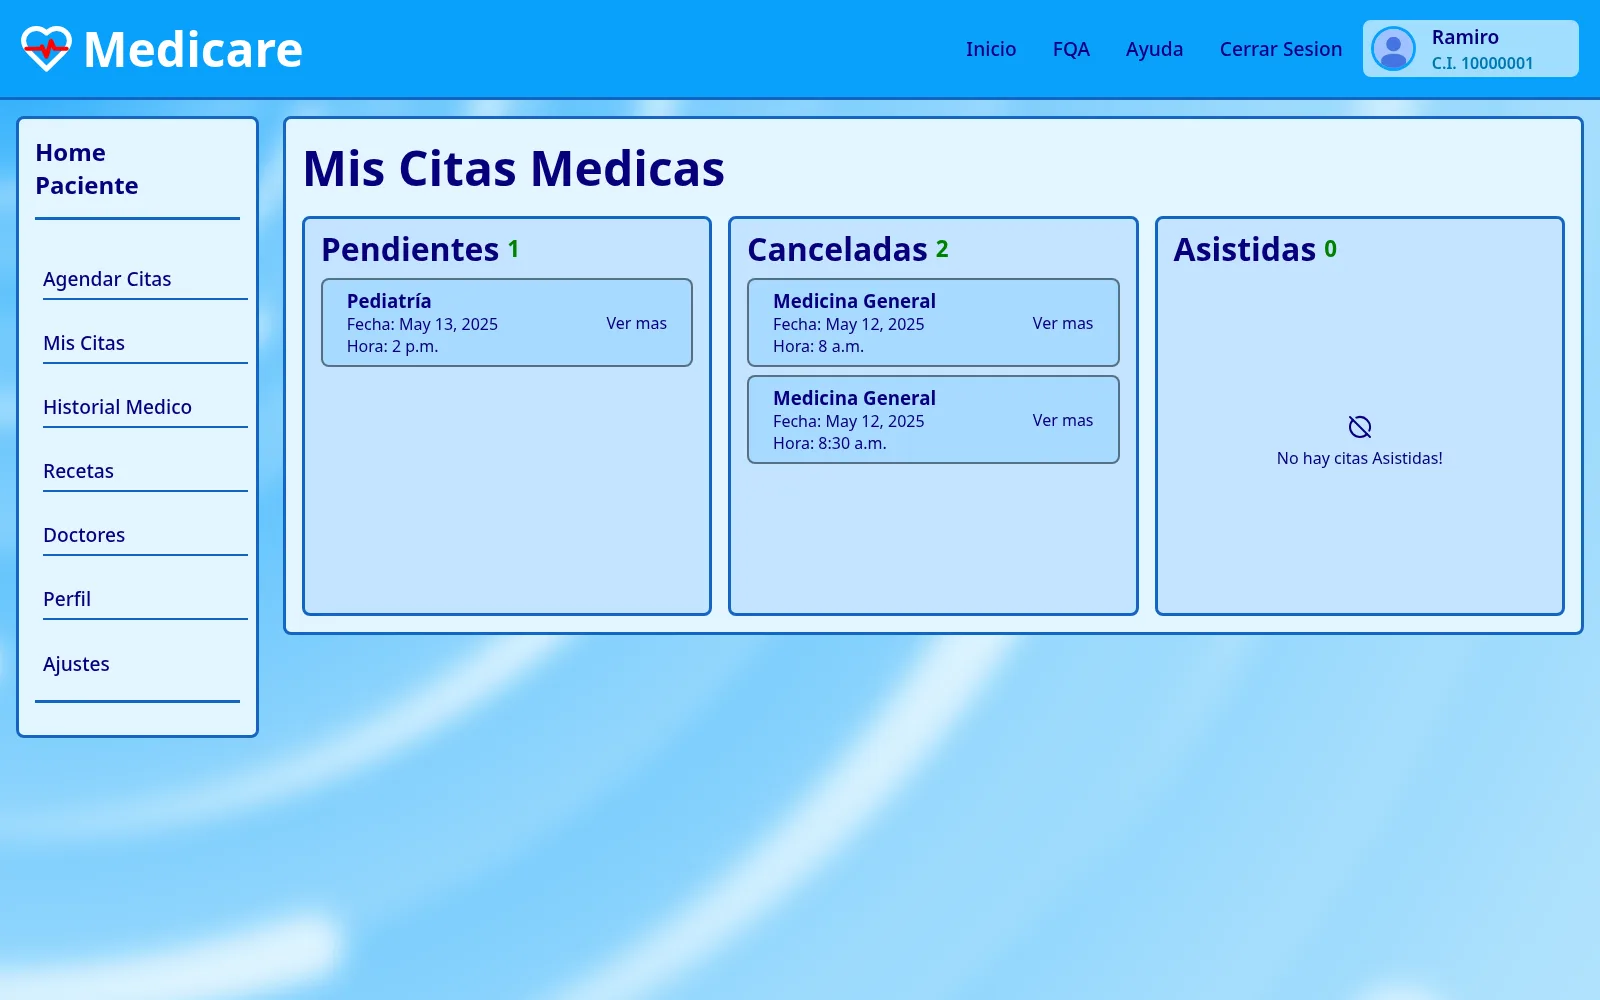 Medicare
Inicio
FQA
Ayuda
Cerrar Sesion
Ramiro
C.I. 10000001
Home
Paciente
Agendar Citas
Mis Citas
Historial Medico
Recetas
Doctores
Perfil
Ajustes
Mis Citas Medicas
Pendientes 1
Pediatría
Fecha: May 13, 2025
Hora: 2 p.m.
Ver mas
Canceladas 2
Medicina General
Fecha: May 12, 2025
Hora: 8 a.m.
Ver mas
Medicina General
Fecha: May 12, 2025
Hora: 8:30 a.m.
Ver mas
Asistidas 0
No hay citas Asistidas!